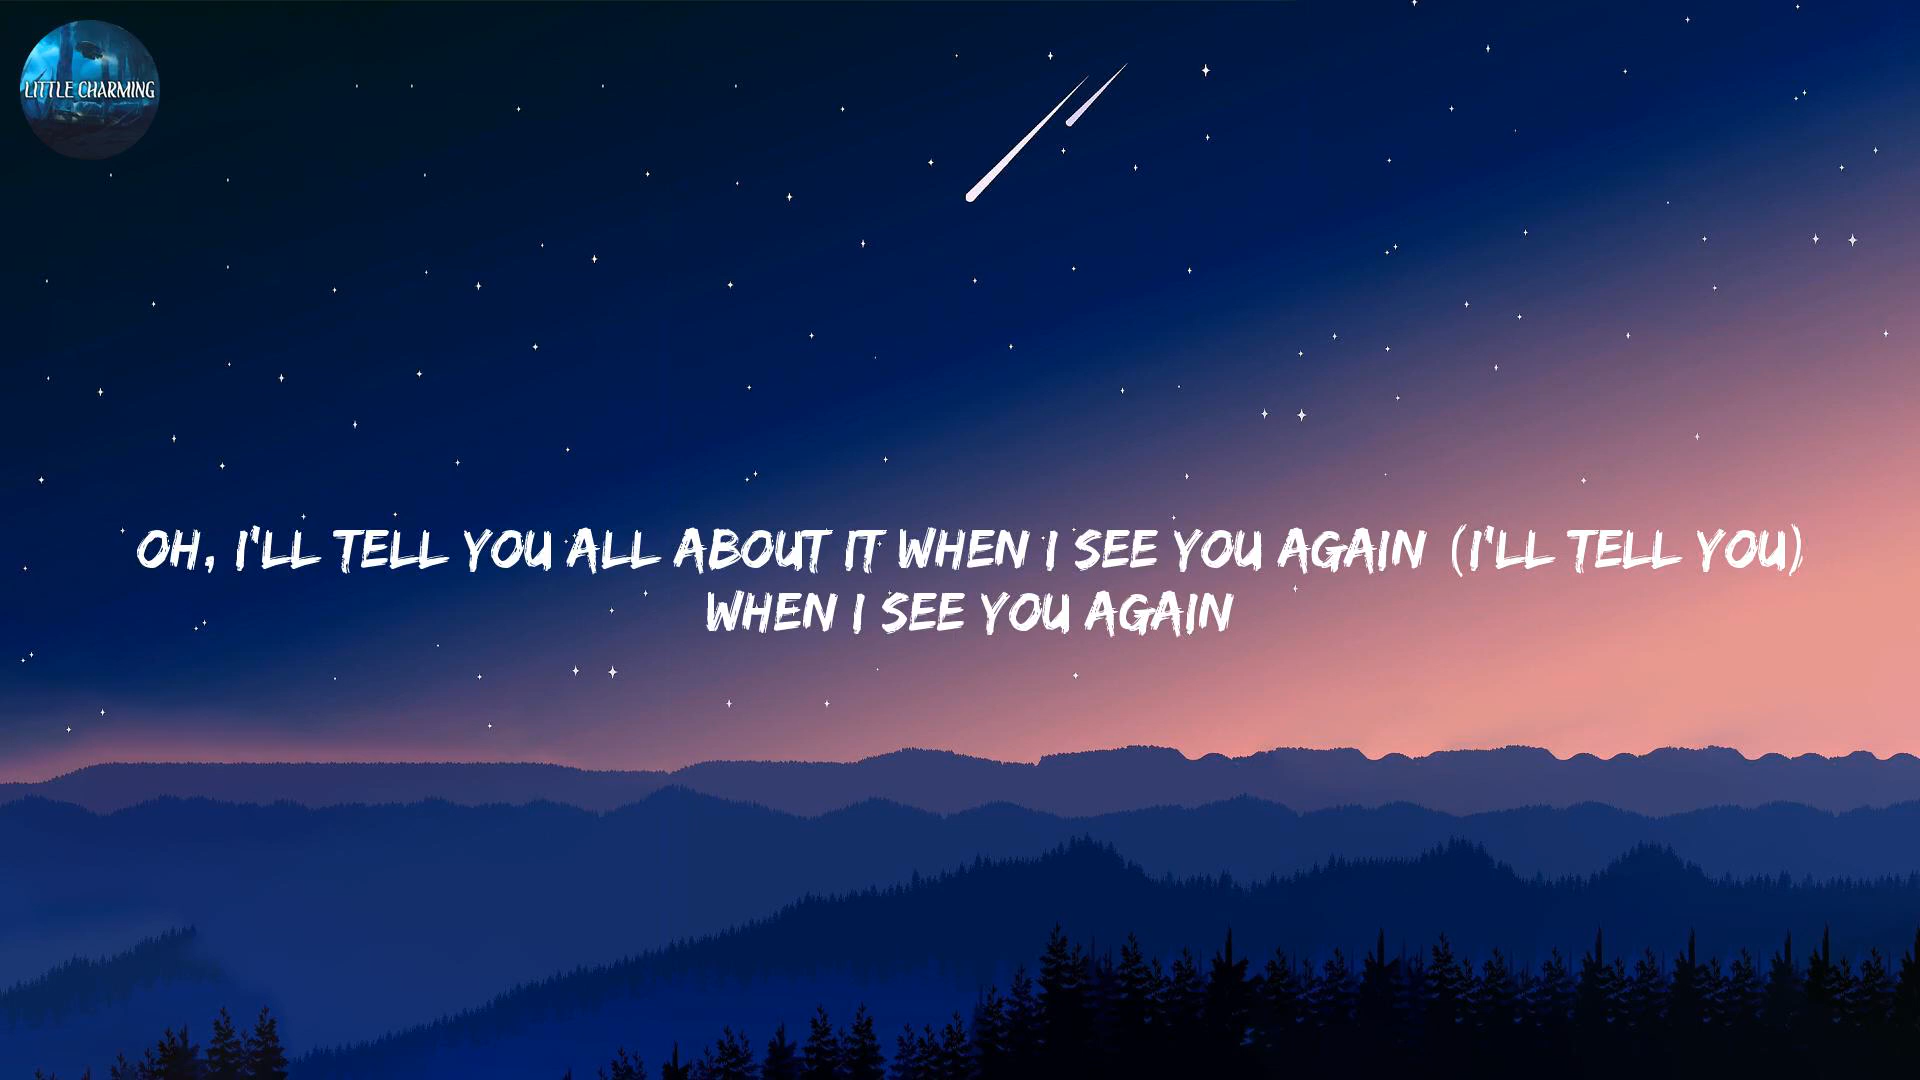 LITTLE CHARMING
OH, I'LL TELL YOU ALL ABOUT IT WHEN I SEE YOU AGAIN (I'LL TELL YOU)
WHEN I SEE YOU AGAIN